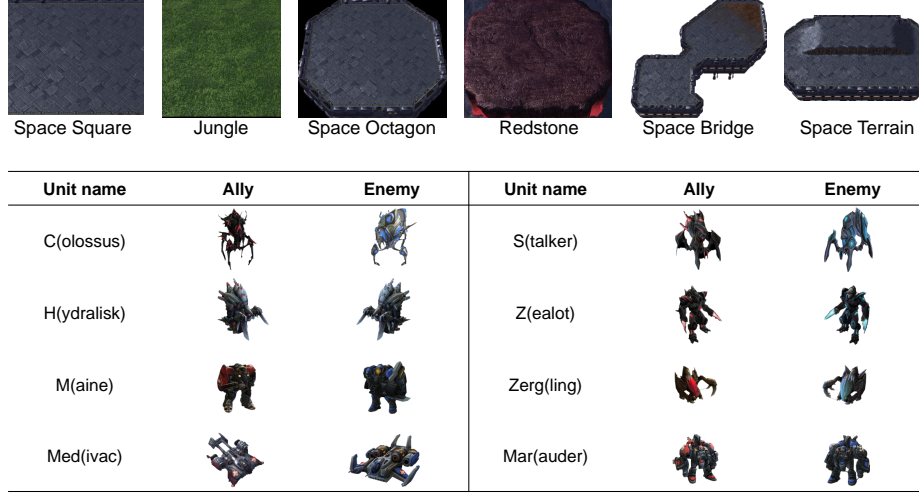 Space Square Jungle Space Octagon Redstone Space Bridge Space Terrain
Unit name Ally Enemy Unit name Ally Enemy
C(olossus) S(talker)
H(ydralisk) Z(ealot)
M(aine) Zerg(ling)
Med(ivac) Mar(auder)